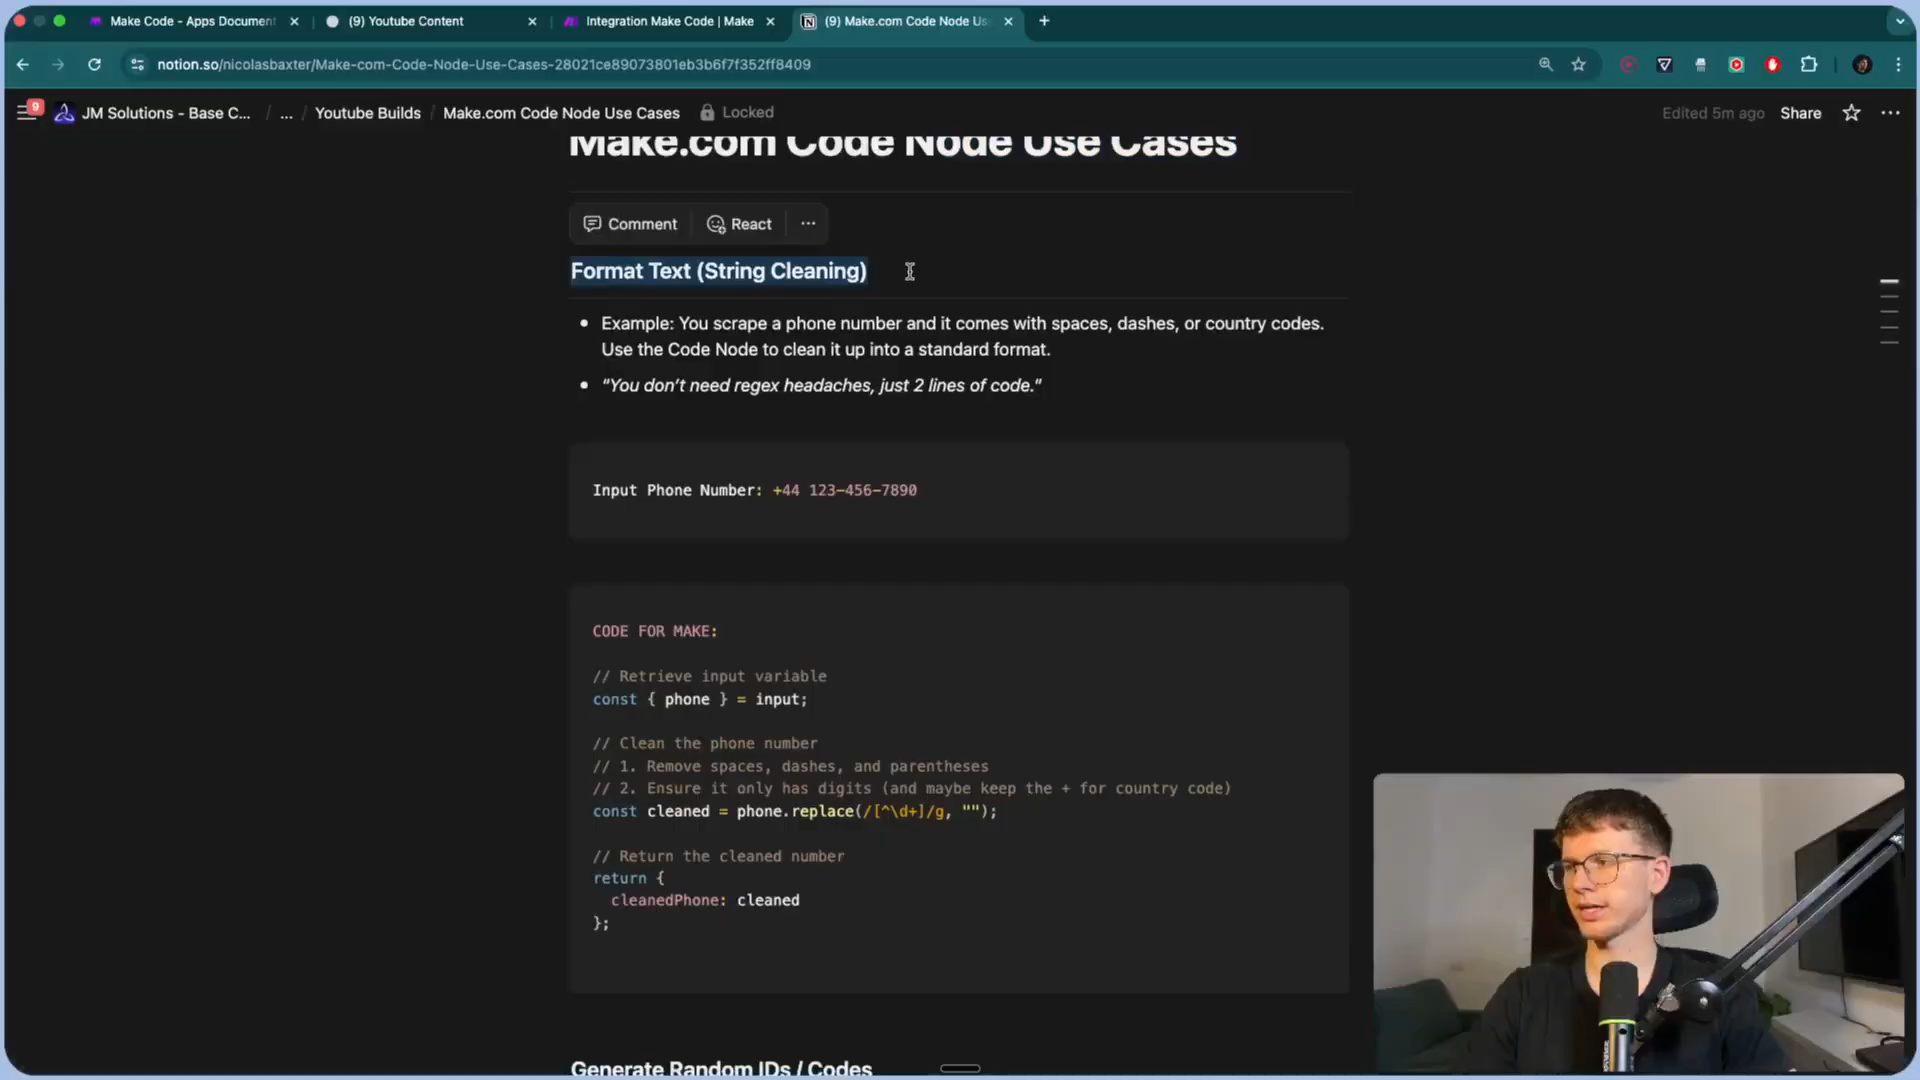 Make Code - Apps Document
(9) Youtube Content
Integration Make Code | Make
(9) Make.com Code Node Us
notion.so/nicolasbaxter/Make-com-Code-Node-Use-Cases-28021ce89073801eb3b6f7f352ff8409
9
JM Solutions - Base C... / ... / Youtube Builds / Make.com Code Node Use Cases Locked
Edited 5m ago Share
Make.com Code Node Use Cases
Comment React
Format Text (String Cleaning)
• Example: You scrape a phone number and it comes with spaces, dashes, or country codes.
Use the Code Node to clean it up into a standard format.
• "You don't need regex headaches, just 2 lines of code."
Input Phone Number: +44 123-456-7890
CODE FOR MAKE:
// Retrieve input variable
const { phone } = input;
// Clean the phone number
// 1. Remove spaces, dashes, and parentheses
// 2. Ensure it only has digits (and maybe keep the + for country code)
const cleaned = phone.replace(/[^\d+]/g, "");
// Return the cleaned number
return {
cleanedPhone: cleaned
};
Generate Random IDs / Codes